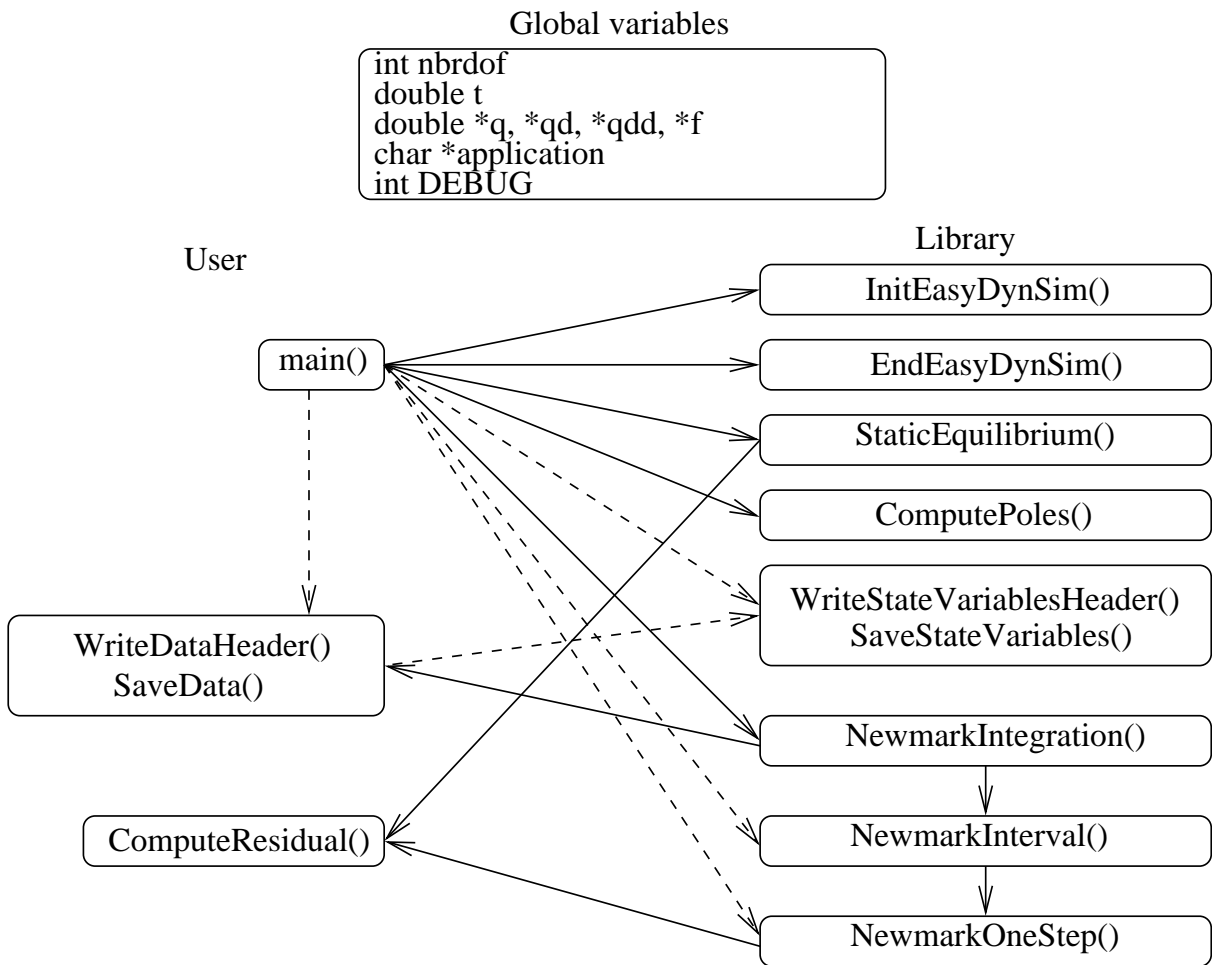 Global variables
int nbrdof
double t
double *q, *qd, *qdd, *f
char *application
int DEBUG
User
Library
InitEasyDynSim()
main()
EndEasyDynSim()
StaticEquilibrium()
ComputePoles()
WriteStateVariablesHeader()
SaveStateVariables()
WriteDataHeader()
SaveData()
NewmarkIntegration()
ComputeResidual()
NewmarkInterval()
NewmarkOneStep()